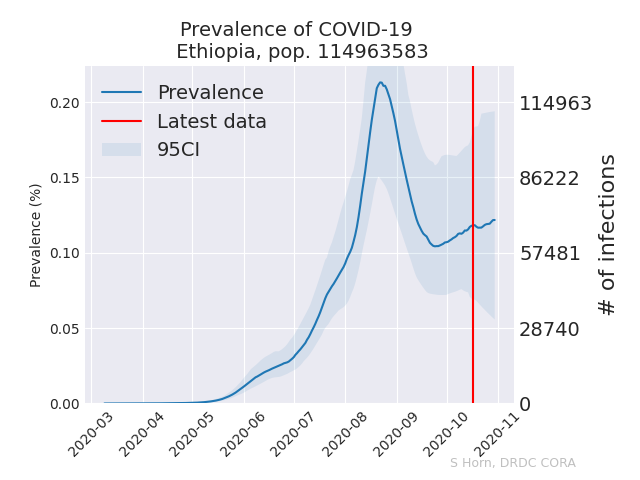 Prevalence of COVID-19
Ethiopia, pop. 114963583
Prevalence
Latest data
95CI
Prevalence (%)
0.20
0.15
0.10
0.05
0.00
114963
86222
57481
28740
0
# of infections
2020-03
2020-04
2020-05
2020-06
2020-07
2020-08
2020-09
2020-10
2020-11
S Horn, DRDC CORA